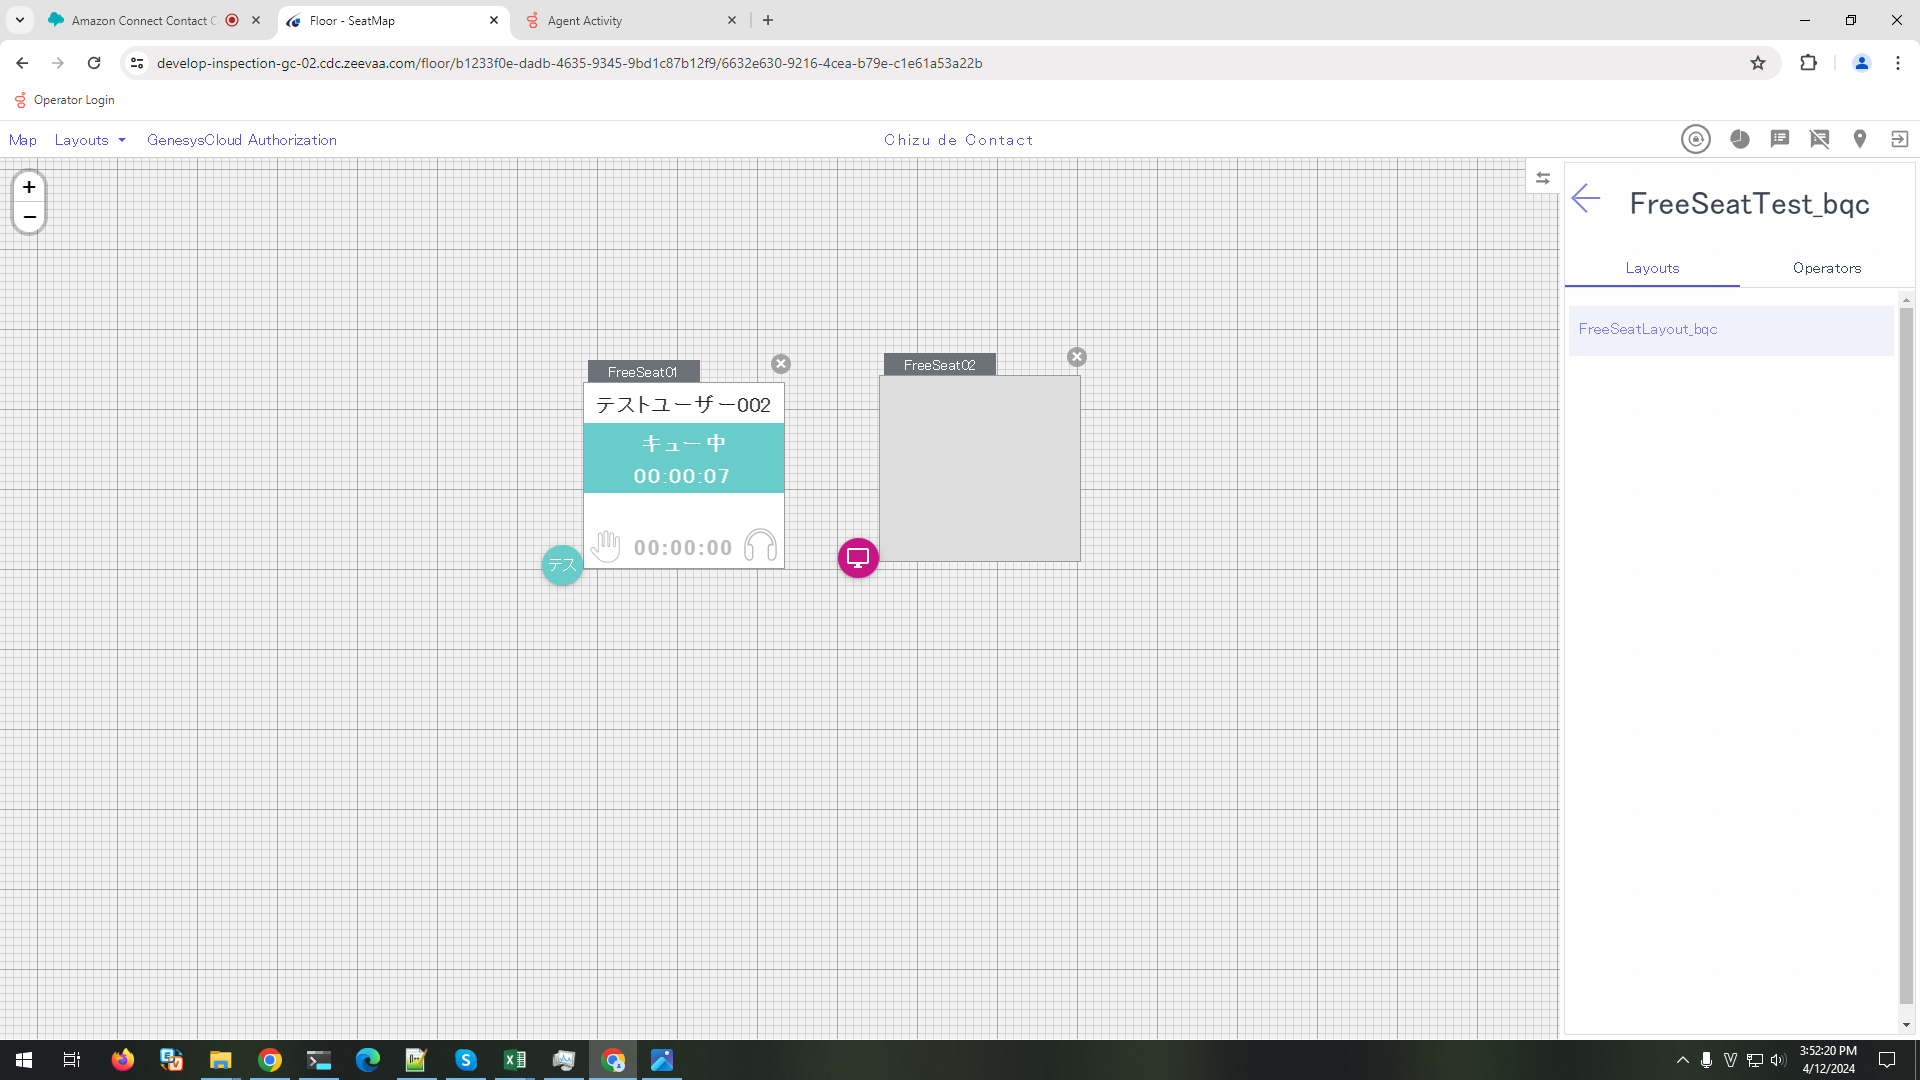 Amazon Connect Contact C
Floor - SeatMap
Agent Activity
develop-inspection-gc-02.cdc.zeevaa.com/floor/b1233f0e-dadb-4635-9345-9bd1c87b12f9/6632e630-9216-4cea-b79e-c1e61a53a22b
Operator Login
Map Layouts GenesysCloud Authorization
Chizu de Contact
+
−
FreeSeatTest_bqc
Layouts Operators
FreeSeatLayout_bqc
FreeSeat01
テストユーザー002
キュー中
00:00:07
00:00:00
テス
FreeSeat02
3:52:20 PM
4/12/2024